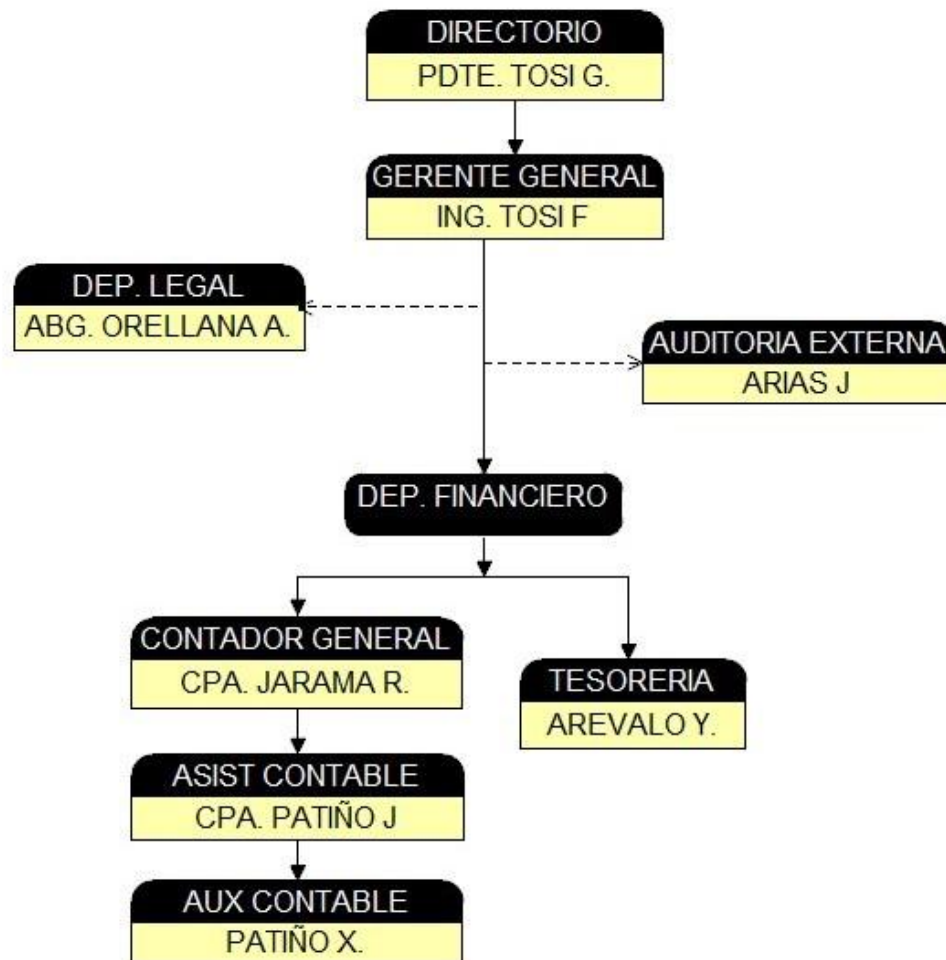 DIRECTORIO
PDTE. TOSI G.
GERENTE GENERAL
ING. TOSI F
DEP. LEGAL
ABG. ORELLANA A.
AUDITORIA EXTERNA
ARIAS J
DEP. FINANCIERO
CONTADOR GENERAL
CPA. JARAMA R.
TESORERIA
AREVALO Y.
ASIST CONTABLE
CPA. PATIÑO J
AUX CONTABLE
PATIÑO X.